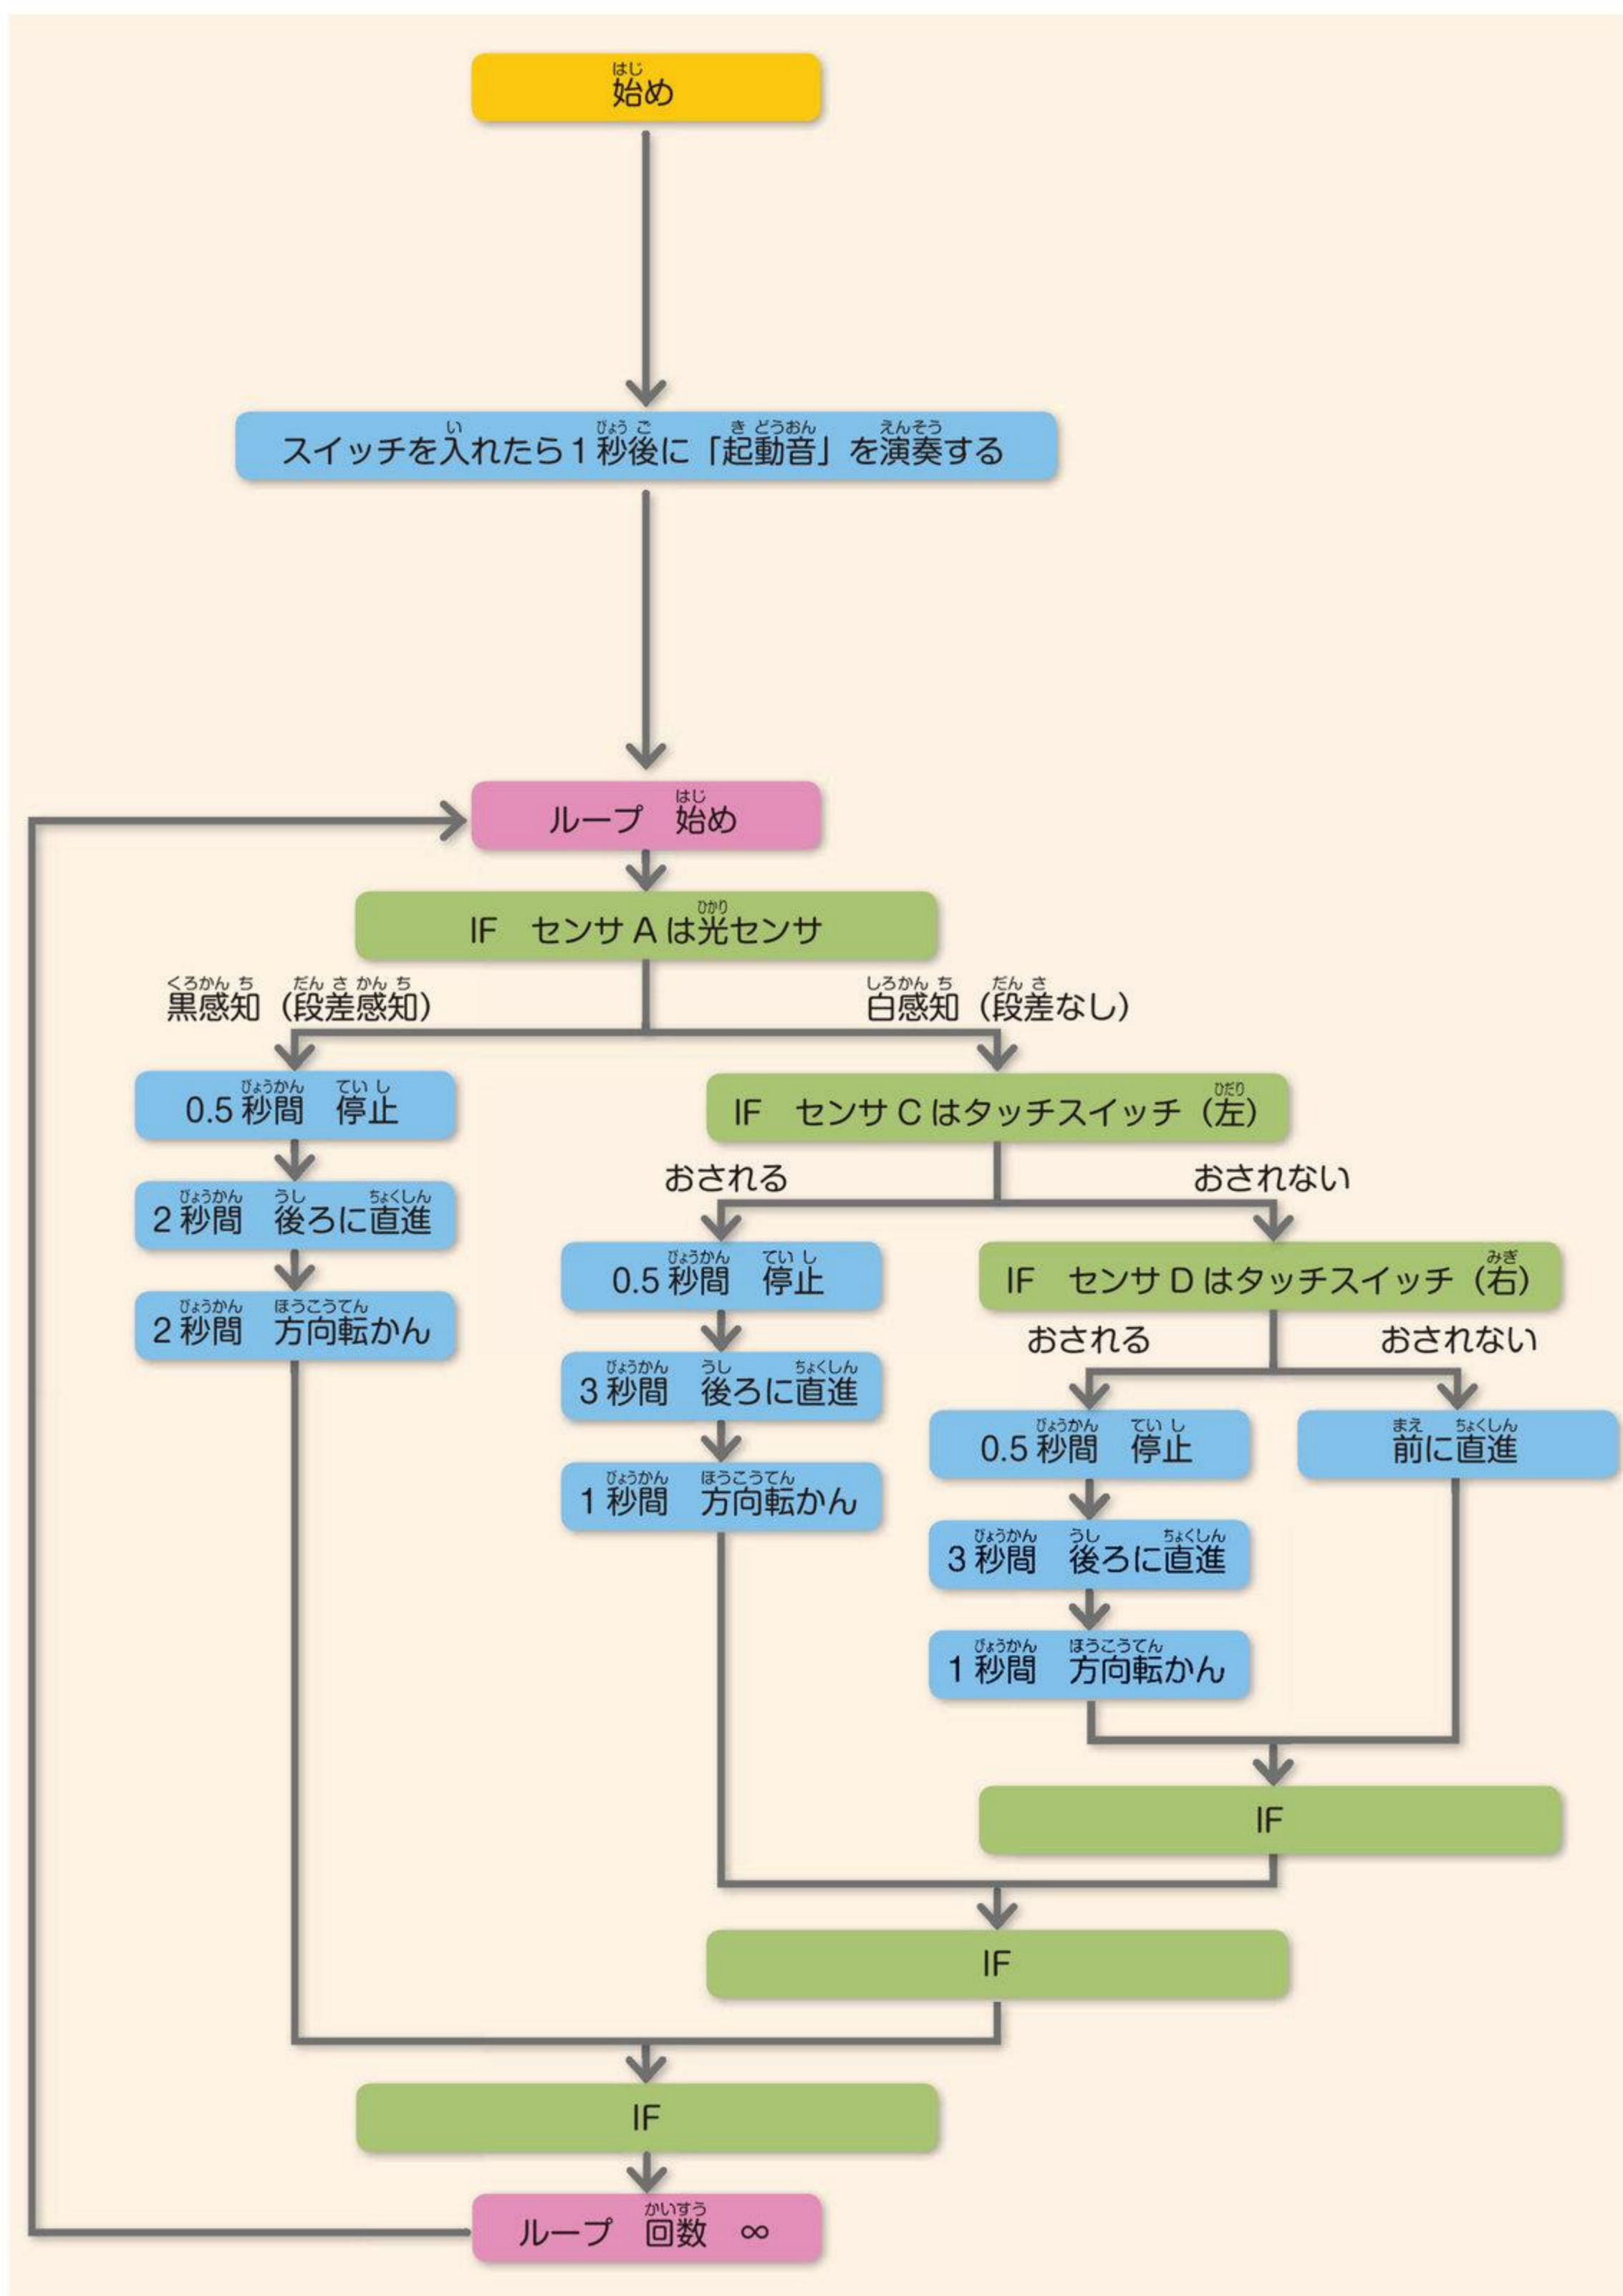 始め
スイッチを入れたら1秒後に「起動音」を演奏する
ループ　始め
IF　センサAは光センサ
黒感知（段差感知）
白感知（段差なし）
0.5秒間　停止
2秒間　後ろに直進
2秒間　方向転かん
IF　センサCはタッチスイッチ（左）
おされる
おされない
0.5秒間　停止
3秒間　後ろに直進
1秒間　方向転かん
IF　センサDはタッチスイッチ（右）
おされる
おされない
0.5秒間　停止
3秒間　後ろに直進
1秒間　方向転かん
前に直進
IF
IF
IF
ループ　回数　∞